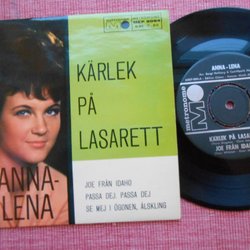 KÄRLEK
PÅ
LASARETT
ANNA-
LENA
JOE FRÅN IDAHO
PASSA DEJ, PASSA DEJ
SE MEJ I ÖGONEN, ÄLSKLING
ANNA - LENA
metronome
KÄRLEK PÅ LASA
JOE FRÅN IDAHO